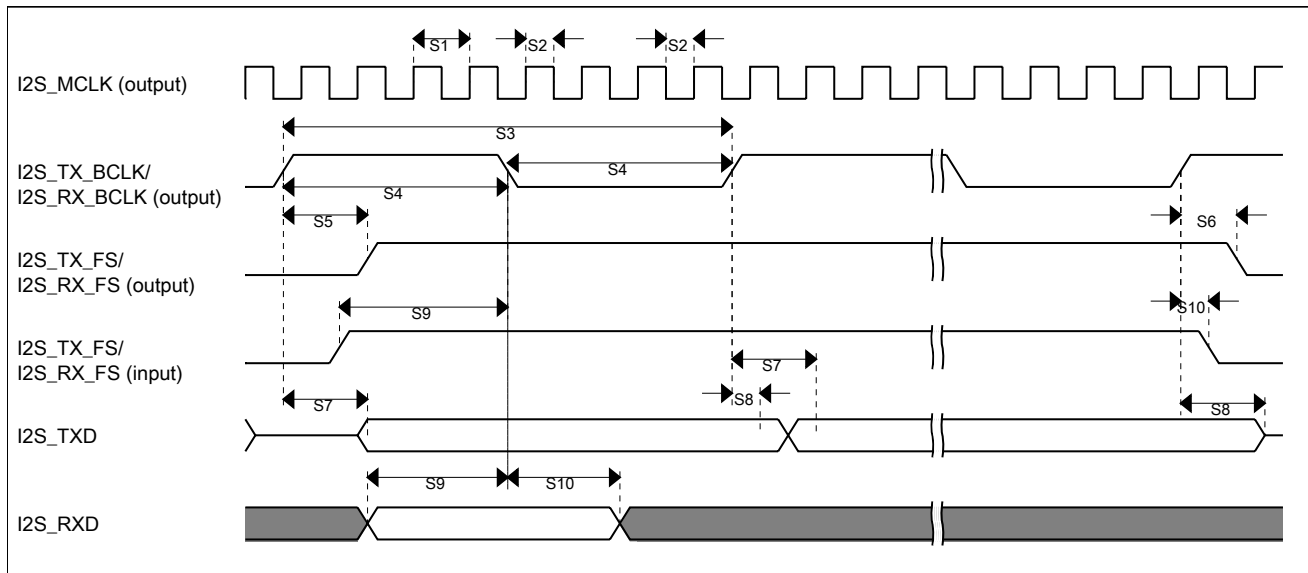 S1
S2
S2
I2S_MCLK (output)
S3
I2S_TX_BCLK/
I2S_RX_BCLK (output)
S4
S4
S5
S6
I2S_TX_FS/
I2S_RX_FS (output)
S9
S10
I2S_TX_FS/
I2S_RX_FS (input)
S7
S8
S7
S8
I2S_TXD
S9
S10
I2S_RXD